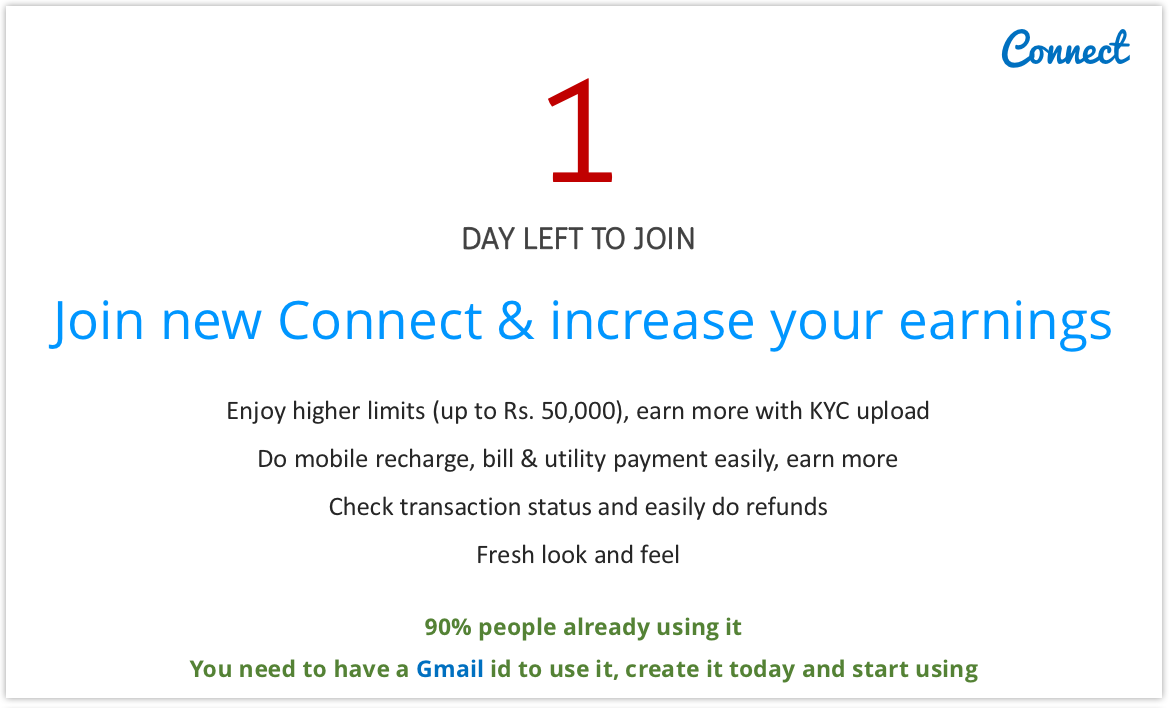 Connect
1
DAY LEFT TO JOIN
Join new Connect & increase your earnings
Enjoy higher limits (up to Rs. 50,000), earn more with KYC upload
Do mobile recharge, bill & utility payment easily, earn more
Check transaction status and easily do refunds
Fresh look and feel
90% people already using it
You need to have a Gmail id to use it, create it today and start using